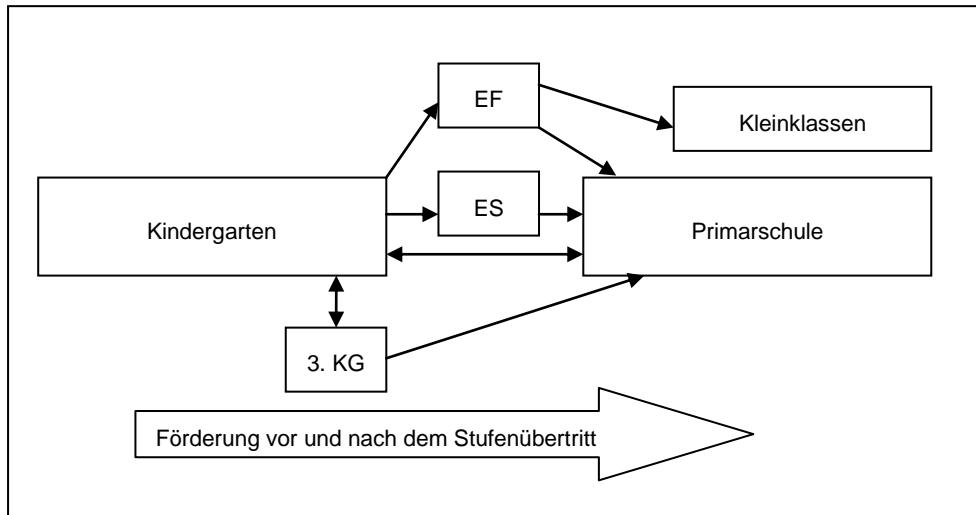 EF
Kleinklassen
Kindergarten
ES
Primarschule
3. KG
Förderung vor und nach dem Stufenübertritt